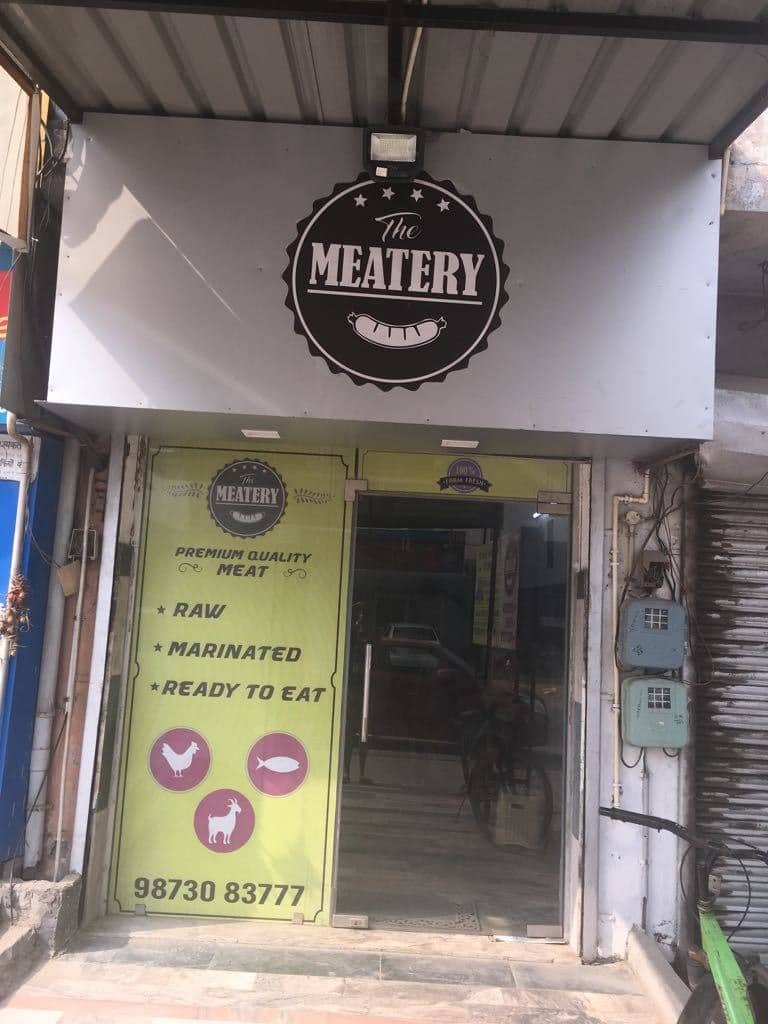 The
MEATERY
The
MEATERY
100%
FARM FRESH
PREMIUM QUALITY
MEAT
RAW
MARINATED
READY TO EAT
98730 83777